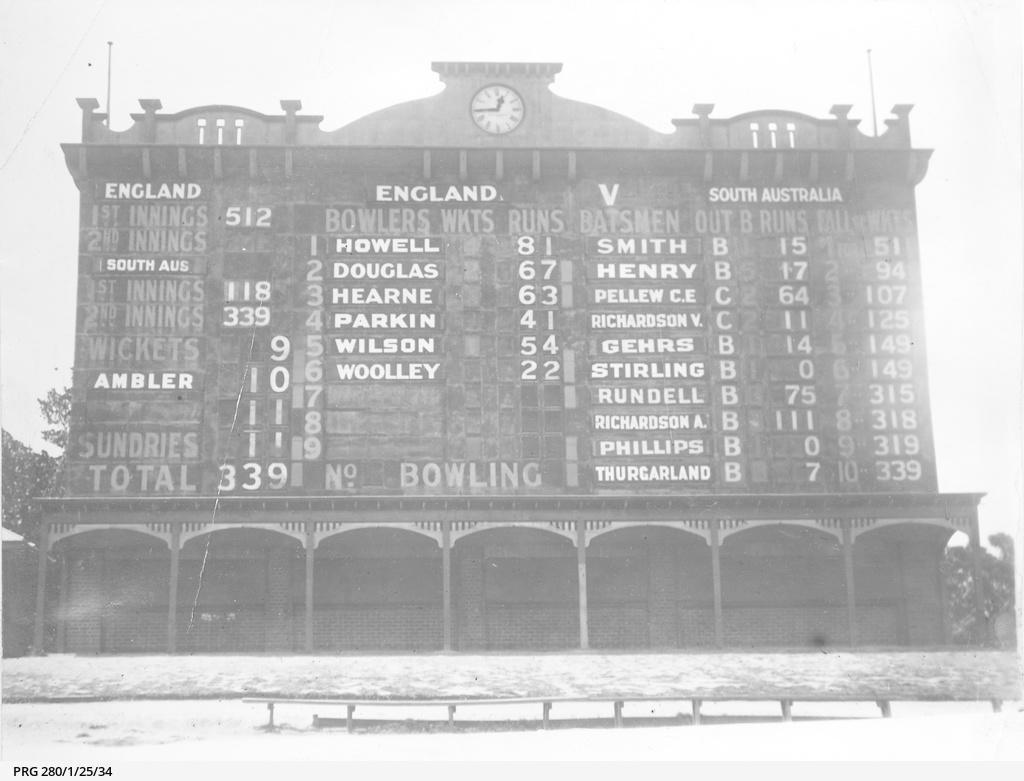 ENGLAND ENGLAND V SOUTH AUSTRALIA
1ST INNINGS 512 BOWLERS WKTS RUNS BATSMEN OUT B RUNS FALL OF WKTS
2ND INNINGS 1 HOWELL 81 SMITH B 15 51
SOUTH AUS 2 DOUGLAS 67 HENRY B 17 2 94
1ST INNINGS 118 3 HEARNE 63 PELLEW C.E C 64 3 107
2ND INNINGS 339 4 PARKIN 41 RICHARDSON V. C 11 4 125
WICKETS 9 5 WILSON 54 GEHRS B 14 5 149
AMBLER 10 6 WOOLLEY 22 STIRLING B 0 6 149
7 RUNDELL B 75 7 315
11 8 RICHARDSON A. B 111 8 318
SUNDRIES 11 9 PHILLIPS B 0 9 319
TOTAL 339 NO. BOWLING THURGARLAND B 7 10 339
PRG 280/1/25/34